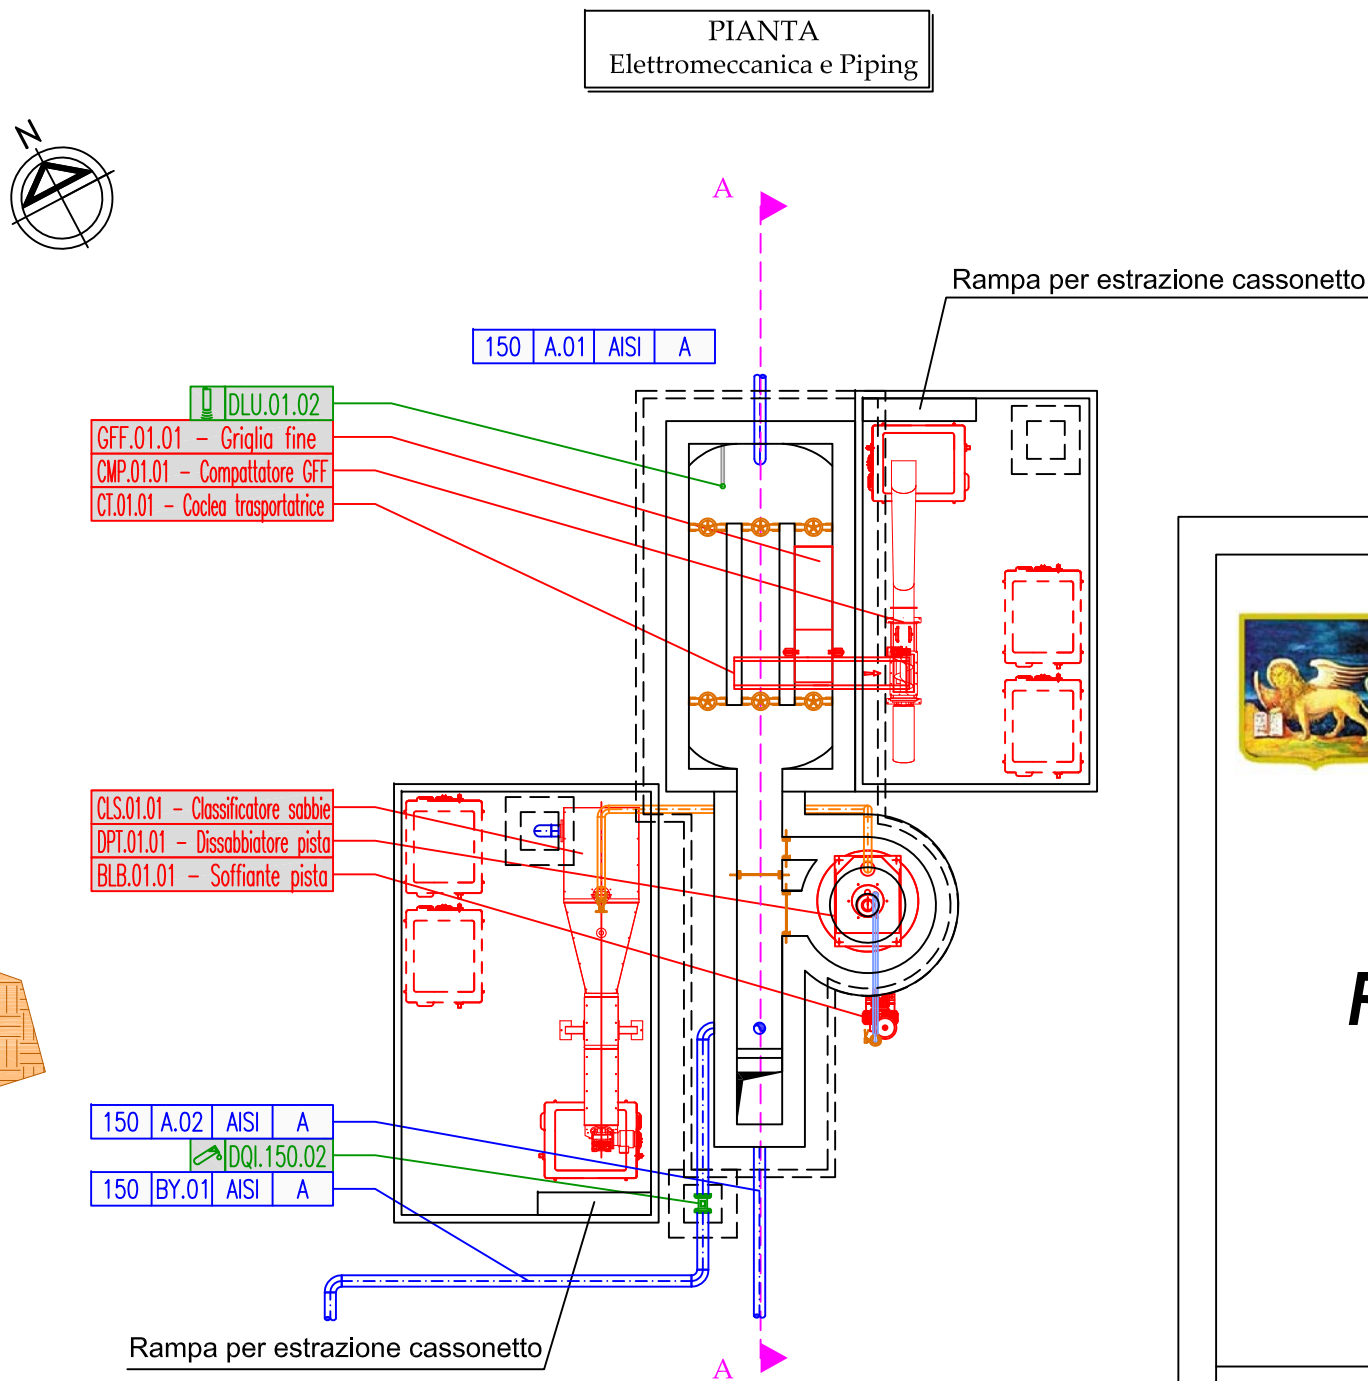 PIANTA
Elettromeccanica e Piping
N
A
Rampa per estrazione cassonetto
150 A.01 AISI A
DLU.01.02
GFF.01.01 – Griglia fine
CMP.01.01 – Compattatore GFF
CT.01.01 – Coclea trasportatrice
CLS.01.01 – Classificatore sabbie
DPT.01.01 – Dissabbiatore pista
BLB.01.01 – Soffiante pista
150 A.02 AISI A
DQI.150.02
150 BY.01 AISI A
Rampa per estrazione cassonetto
A